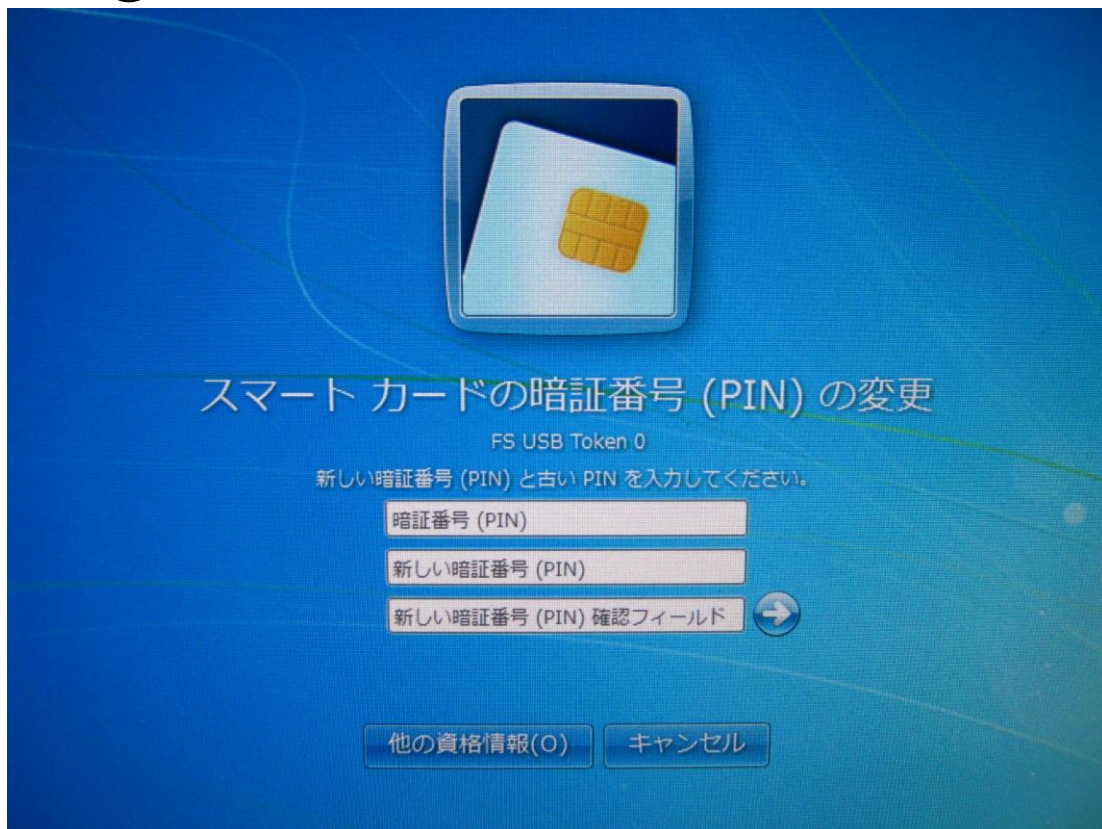 スマート カードの暗証番号 (PIN) の変更
FS USB Token 0
新しい暗証番号 (PIN) と古い PIN を入力してください。
暗証番号 (PIN)
新しい暗証番号 (PIN)
新しい暗証番号 (PIN) 確認フィールド
他の資格情報(O)
キャンセル